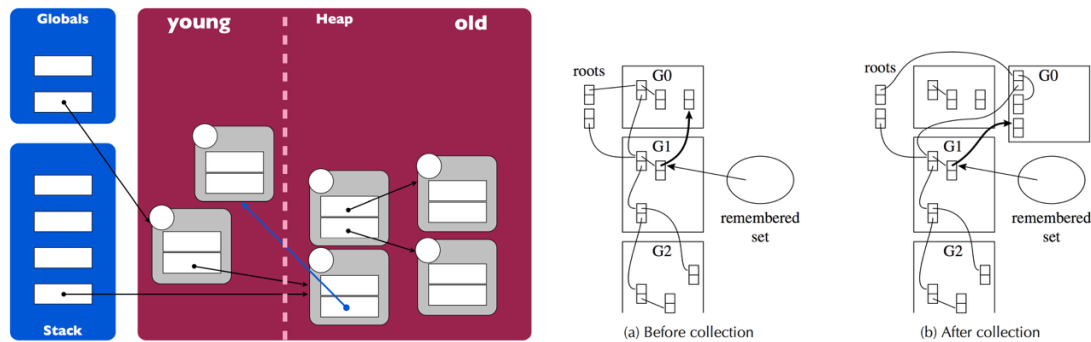 Globals
young
Heap
old
Stack
roots
G0
G1
remembered
set
G2
(a) Before collection
roots
G0
G1
remembered
set
G2
(b) After collection